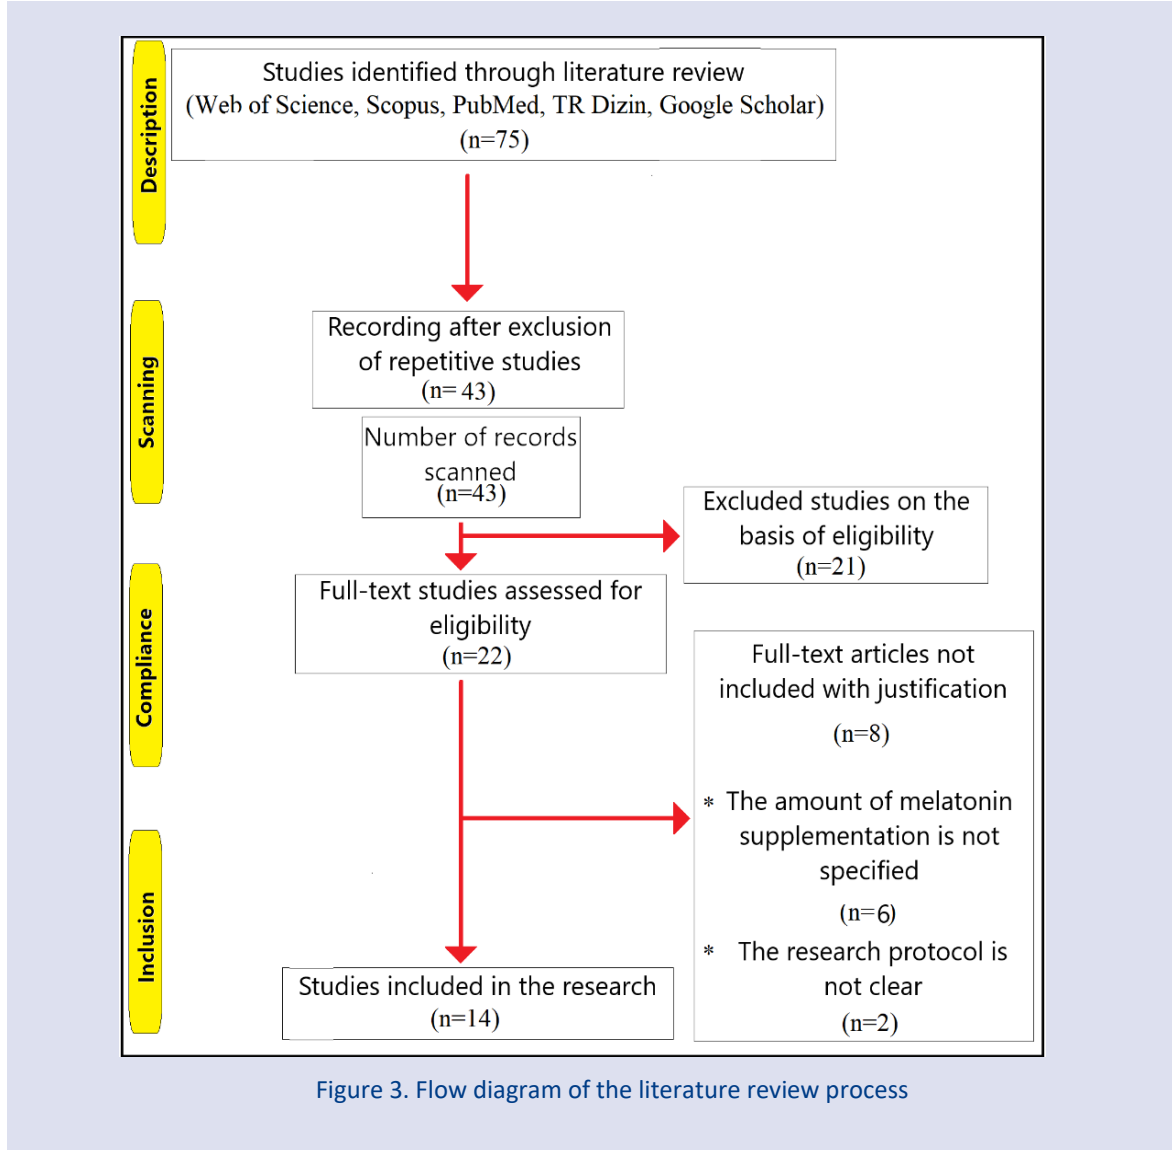 Description
Studies identified through literature review
(Web of Science, Scopus, PubMed, TR Dizin, Google Scholar)
(n=75)
Scanning
Recording after exclusion
of repetitive studies
(n= 43)
Number of records
scanned
(n=43)
Excluded studies on the
basis of eligibility
(n=21)
Compliance
Full-text studies assessed for
eligibility
(n=22)
Full-text articles not
included with justification
(n=8)
* The amount of melatonin
supplementation is not
specified
(n=6)
* The research protocol is
not clear
(n=2)
Inclusion
Studies included in the research
(n=14)
Figure 3. Flow diagram of the literature review process